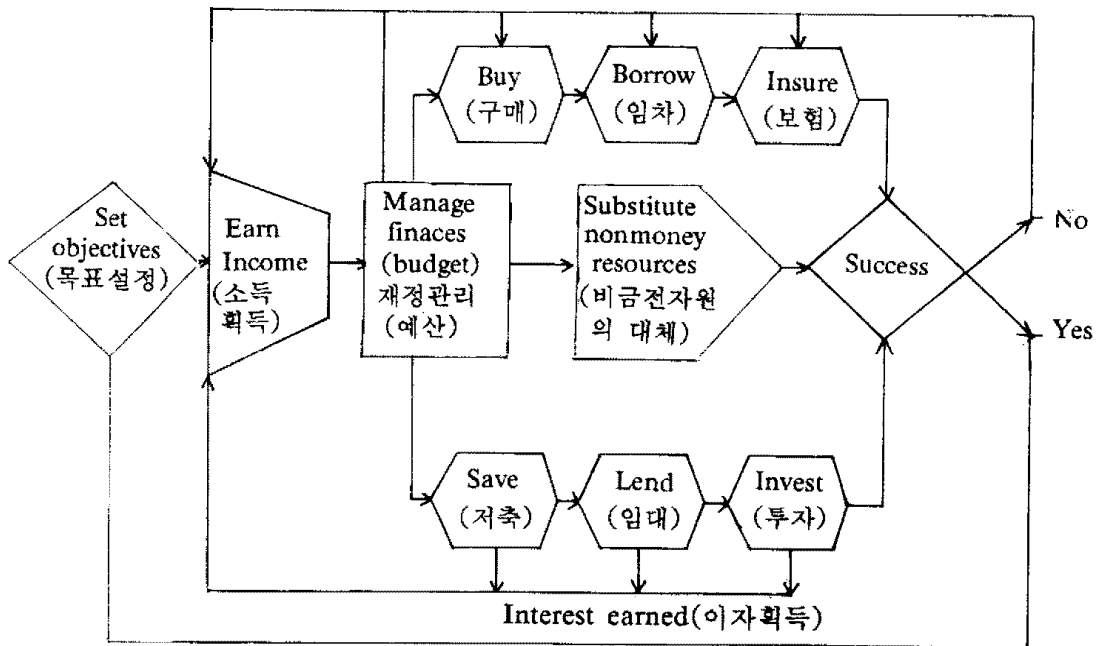 Buy
(구매)
Borrow
(임차)
Insure
(보험)
Set
objectives
(목표설정)
Earn
Income
(소득
획득)
Manage
finaces
(budget)
재정관리
(예산)
Substitute
nonmoney
resources
(비금전자원
의 대체)
Success
No
Yes
Save
(저축)
Lend
(임대)
Invest
(투자)
Interest earned(이자획득)